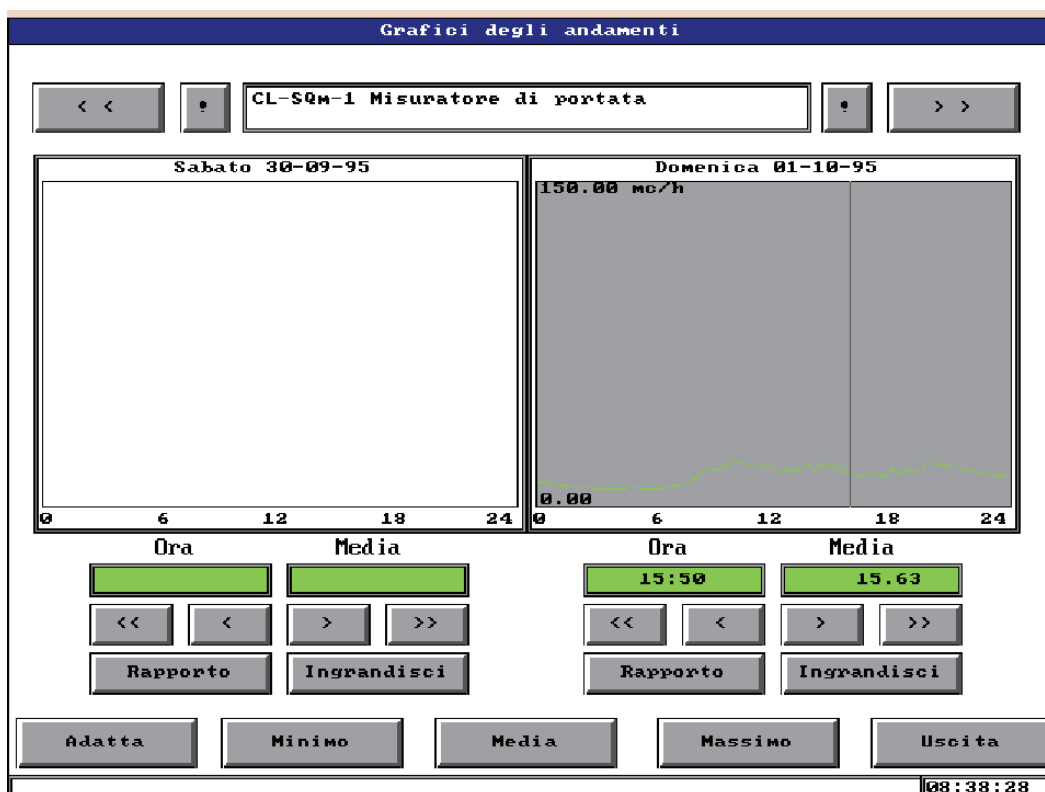 Grafici degli andamenti
< < ! CL-SQm-1 Misuratore di portata ! > >
Sabato 30-09-95 Domenica 01-10-95
150.00 mc/h
0.00
0 6 12 18 24 0 6 12 18 24
Ora Media Ora Media
15:50 15.63
<< < > >> << < > >>
Rapporto Ingrandisci Rapporto Ingrandisci
Adatta Minimo Media Massimo Uscita
08:38:28